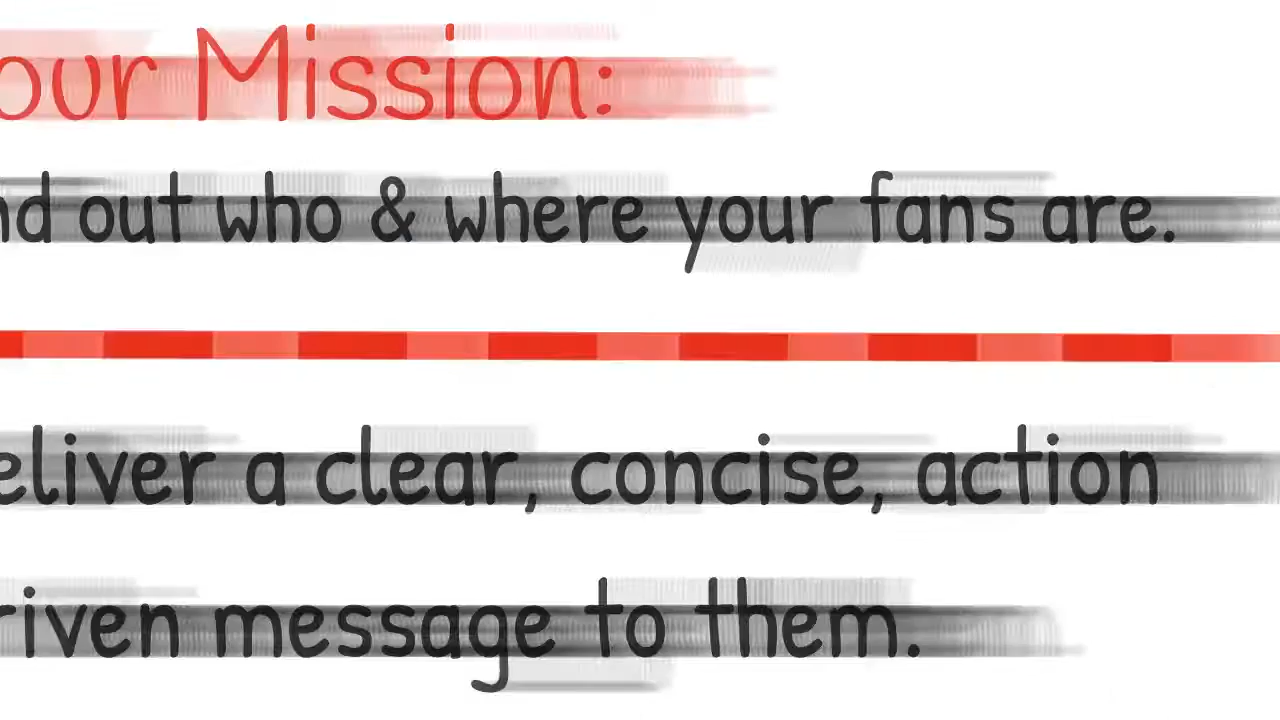 our Mission:
nd out who & where your fans are.
eliver a clear, concise, action
riven message to them.